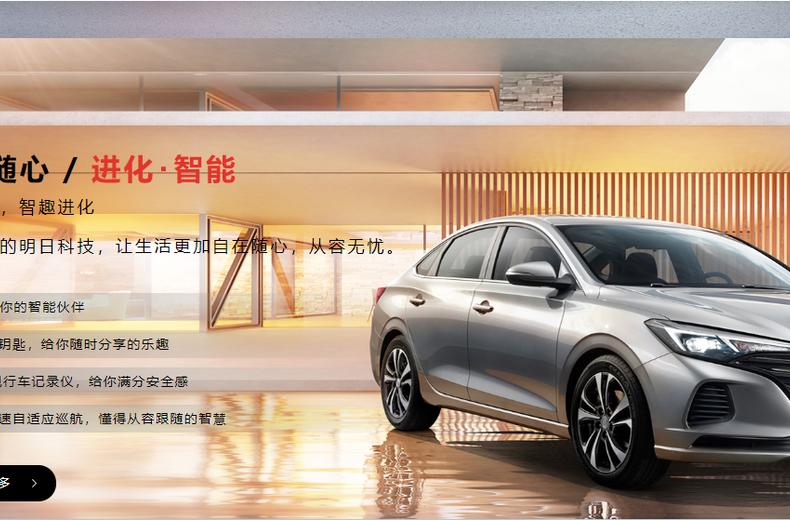 随心 / 进化·智能
，智趣进化
的明日科技，让生活更加自在随心，从容无忧。
你的智能伙伴
钥匙，给你随时分享的乐趣
行车记录仪，给你满分安全感
速自适应巡航，懂得从容跟随的智慧
多